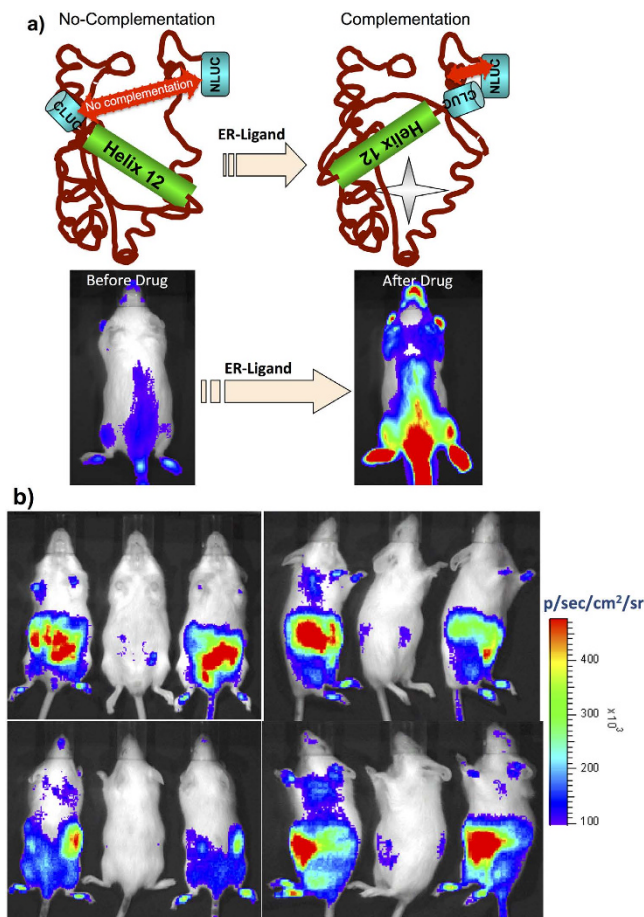 a)
No-Complementation
Complementation
CLUC
No complementation
NLUC
Helix 12
ER-Ligand
NLUC
CLUC
Helix 12
Before Drug
ER-Ligand
After Drug
b)
p/sec/cm²/sr
400
300
200
100
x10³